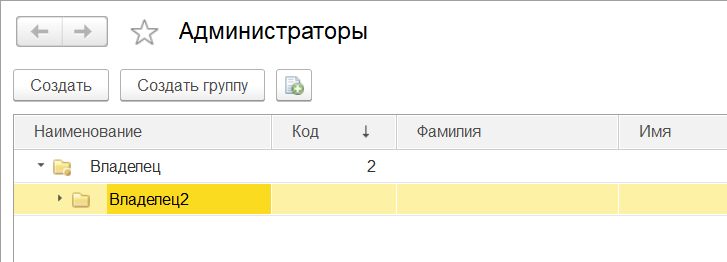 Администраторы
Создать Создать группу
Наименование Код ↓ Фамилия Имя
Владелец 2
Владелец2